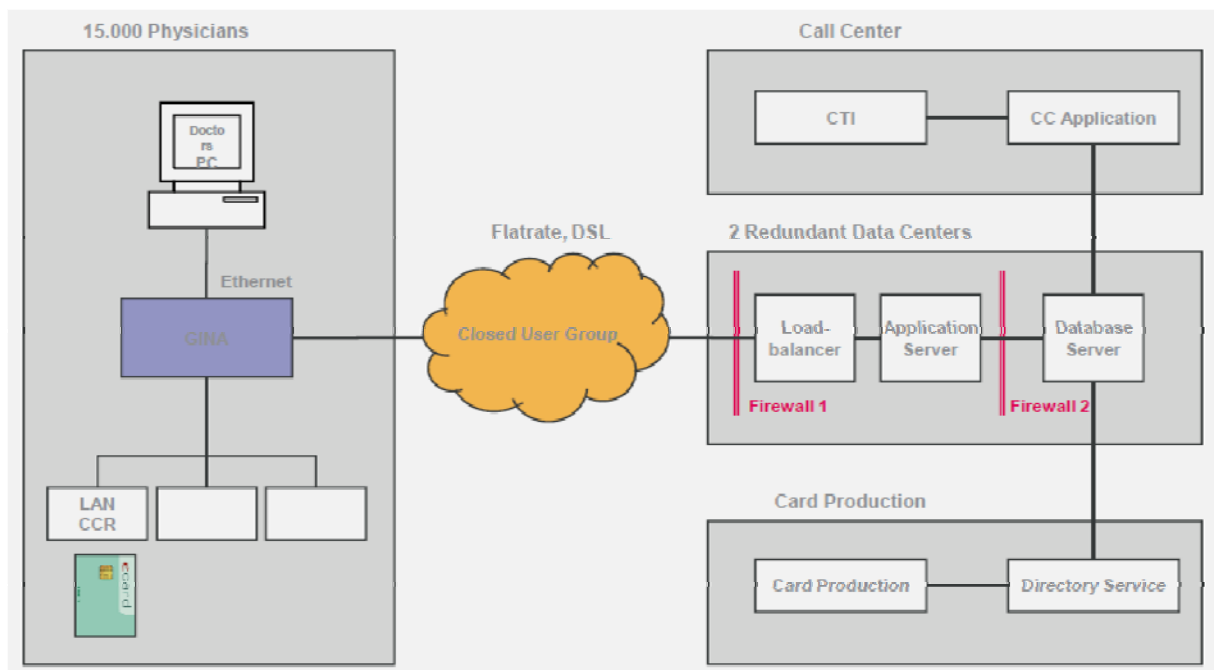 15.000 Physicians
Docto
rs
PC
Ethernet
GINA
LAN
CCR
ecard
Flatrate, DSL
Closed User Group
Call Center
CTI
CC Application
2 Redundant Data Centers
Load-
balancer
Application
Server
Database
Server
Firewall 1
Firewall 2
Card Production
Card Production
Directory Service